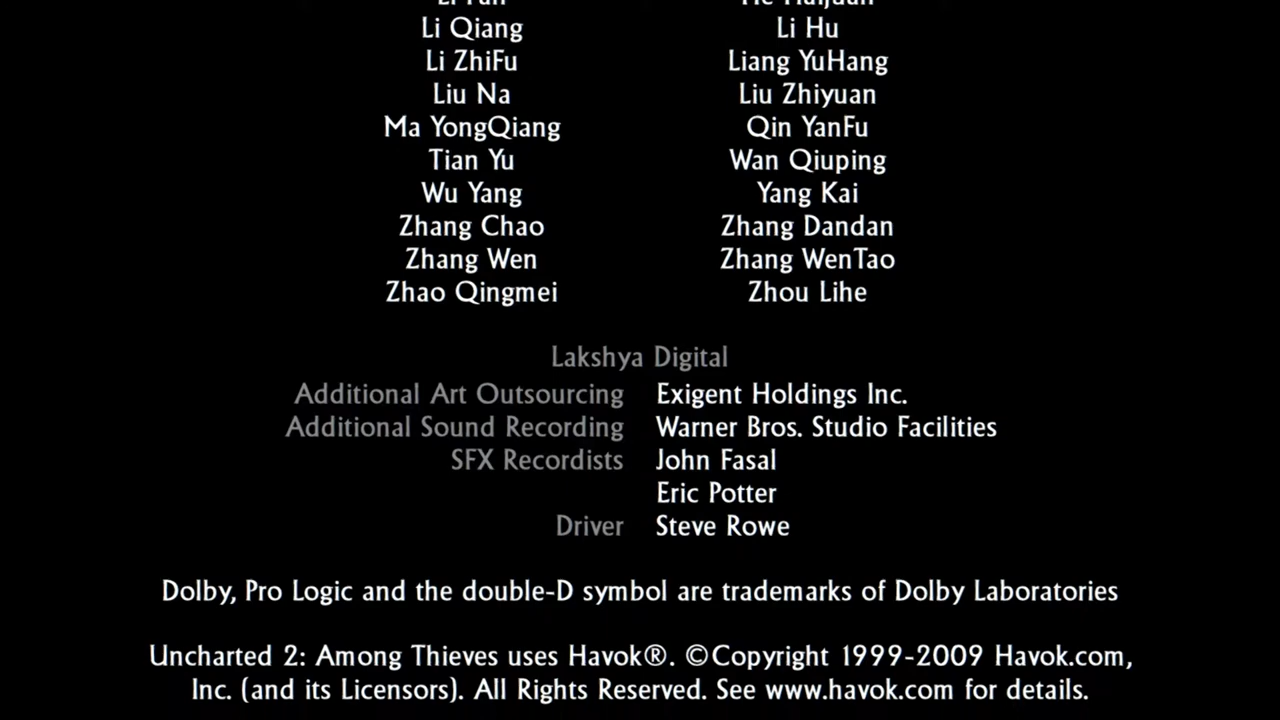 Li Qiang Li Hu
Li ZhiFu Liang YuHang
Liu Na Liu Zhiyuan
Ma YongQiang Qin YanFu
Tian Yu Wan Qiuping
Wu Yang Yang Kai
Zhang Chao Zhang Dandan
Zhang Wen Zhang WenTao
Zhao Qingmei Zhou Lihe
Lakshya Digital
Additional Art Outsourcing Exigent Holdings Inc.
Additional Sound Recording Warner Bros. Studio Facilities
SFX Recordists John Fasal
Eric Potter
Driver Steve Rowe
Dolby, Pro Logic and the double-D symbol are trademarks of Dolby Laboratories
Uncharted 2: Among Thieves uses Havok®. ©Copyright 1999-2009 Havok.com,
Inc. (and its Licensors). All Rights Reserved. See www.havok.com for details.